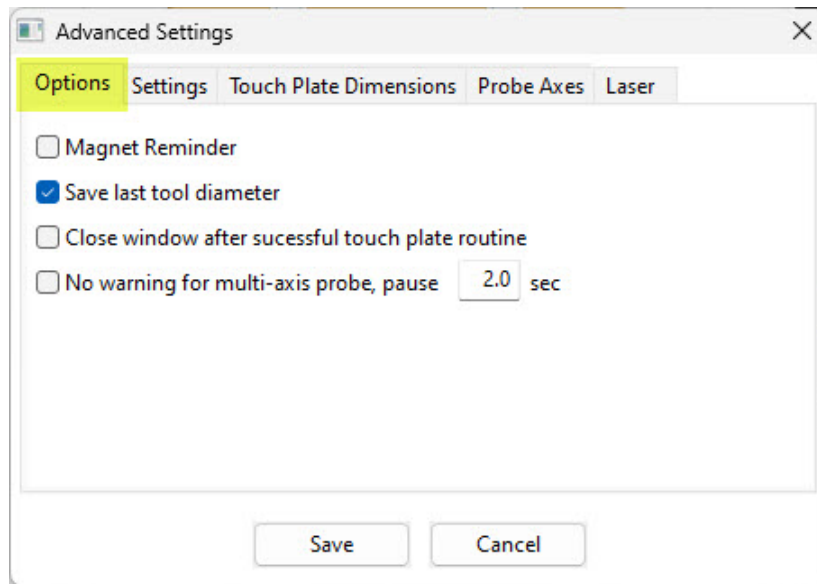 Advanced Settings
Options Settings Touch Plate Dimensions Probe Axes Laser
Magnet Reminder
Save last tool diameter
Close window after sucessful touch plate routine
No warning for multi-axis probe, pause 2.0 sec
Save Cancel